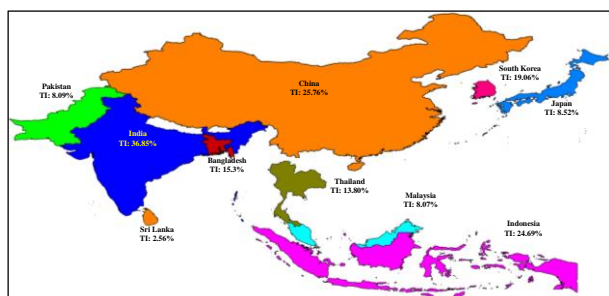 China
TI: 25.76%
South Korea
TI: 19.06%
Pakistan
TI: 8.09%
Japan
TI: 8.52%
India
TI: 36.85%
Bangladesh
TI: 15.3%
Thailand
TI: 13.80%
Malaysia
TI: 8.07%
Indonesia
TI: 24.69%
Sri Lanka
TI: 2.56%